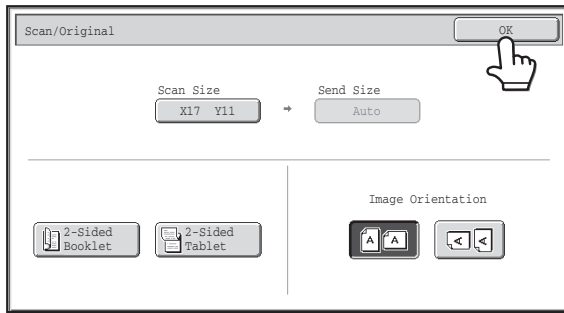 Scan/Original
OK
Scan Size
Send Size
X17 Y11
Auto
2-Sided
Booklet
2-Sided
Tablet
Image Orientation
A A
A A